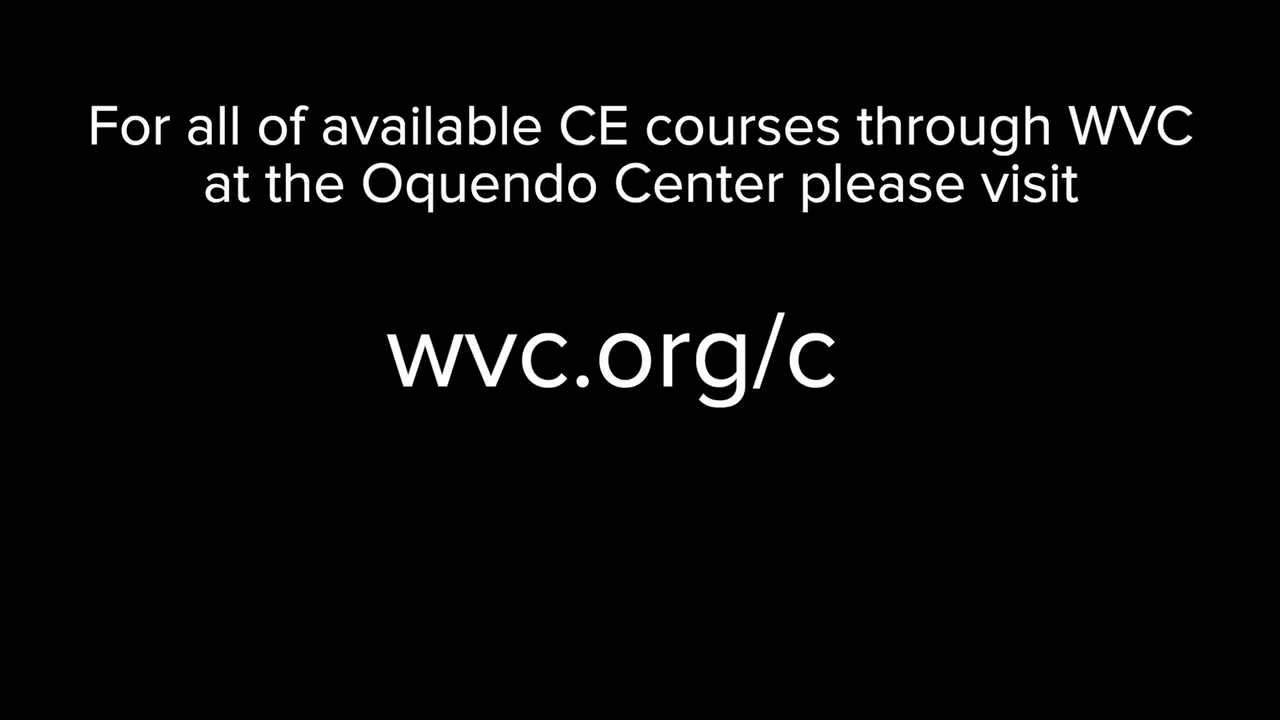 For all of available CE courses through WVC
at the Oquendo Center please visit
wvc.org/c